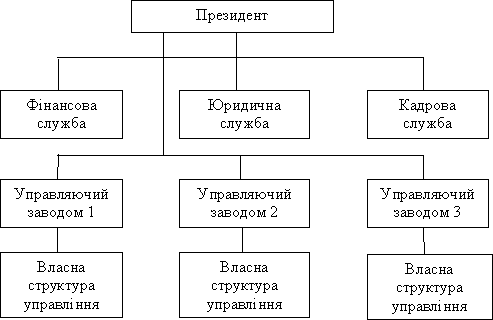 Президент
Фінансова
служба
Юридична
служба
Кадрова
служба
Управляючий
заводом 1
Управляючий
заводом 2
Управляючий
заводом 3
Власна
структура
управління
Власна
структура
управління
Власна
структура
управління